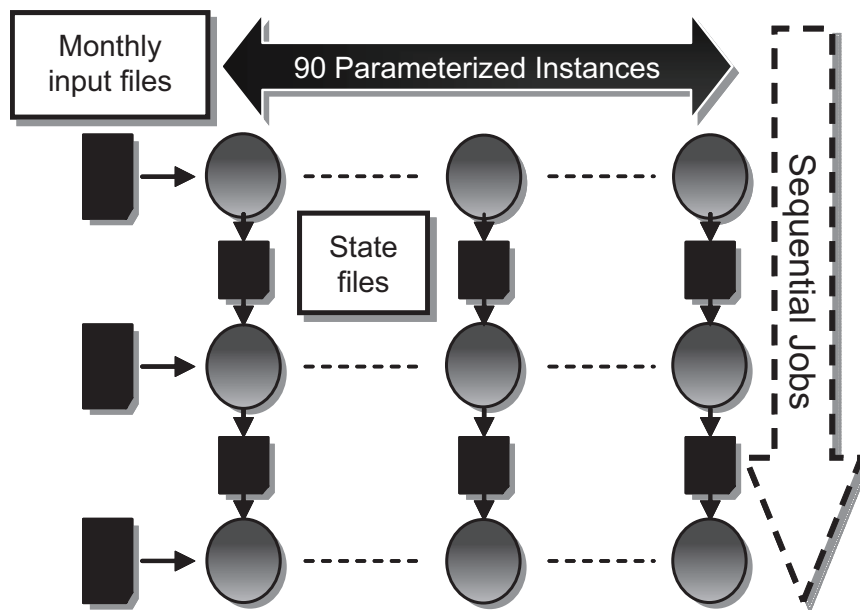 Monthly
input files
90 Parameterized Instances
State
files
Sequential Jobs